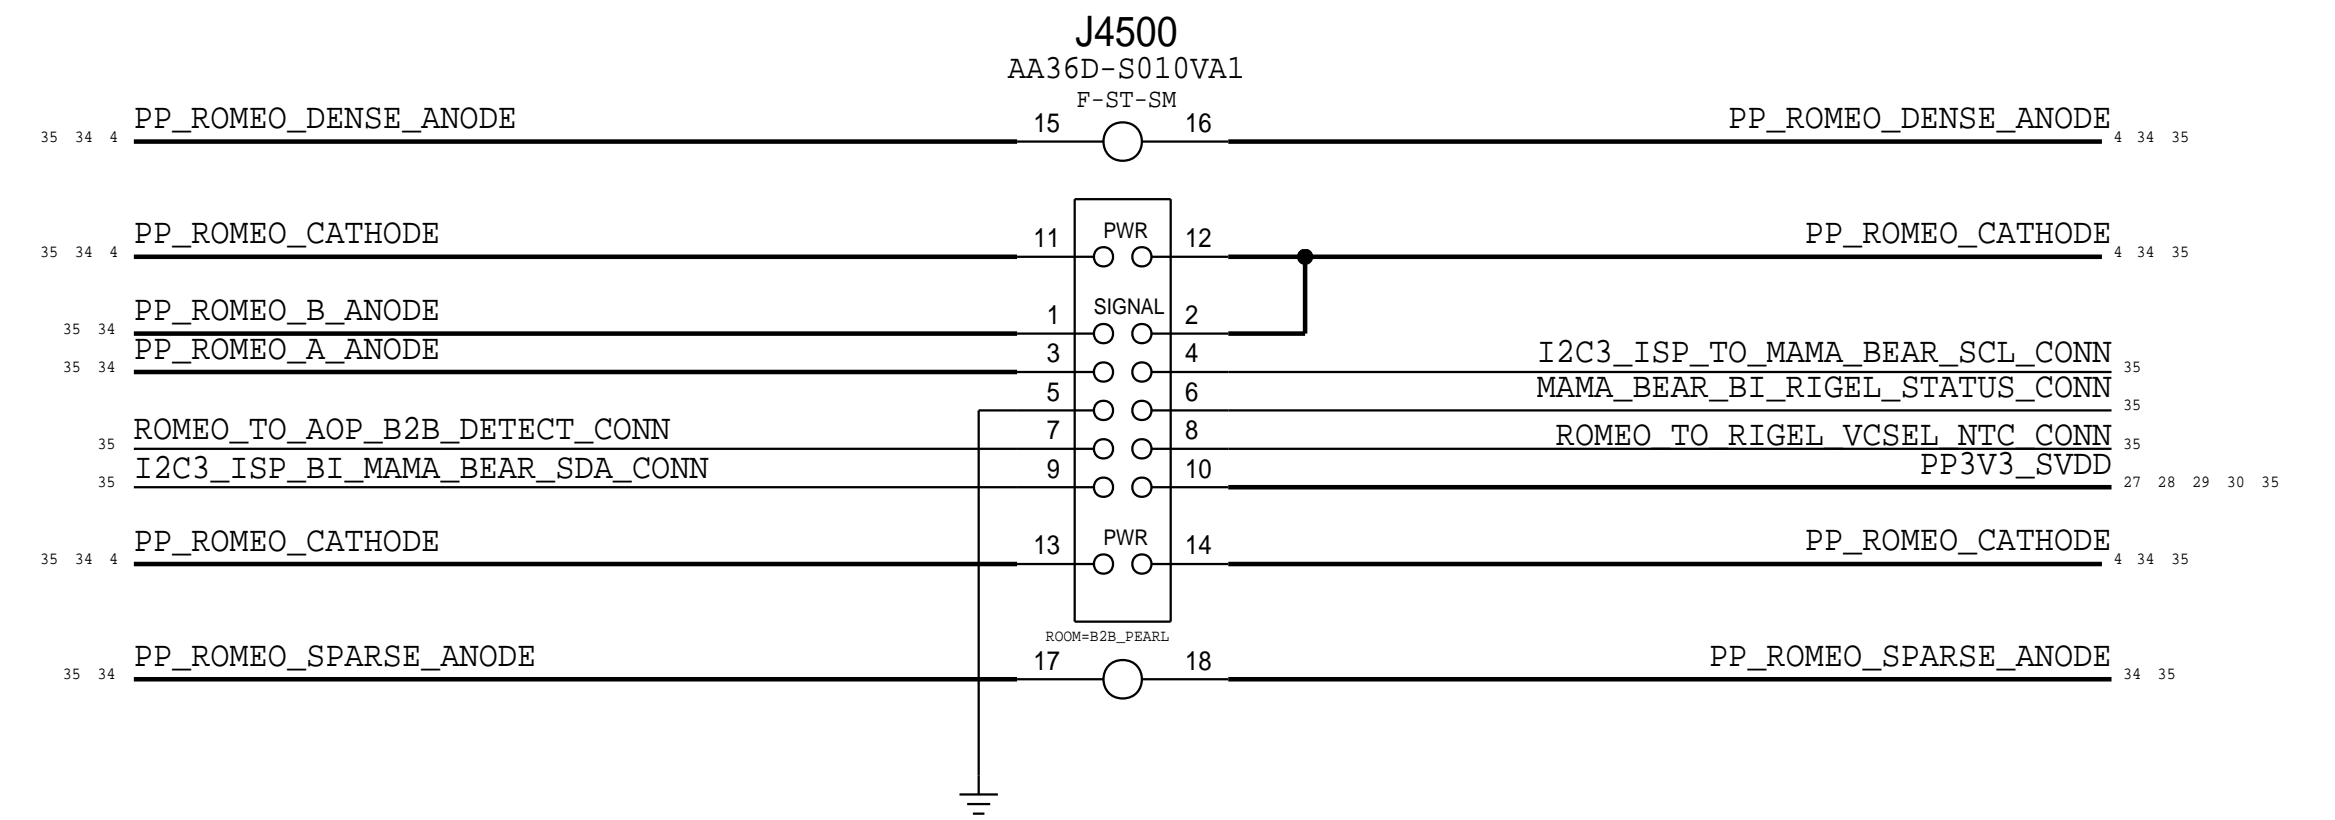 J4500
AA36D-S010VA1
F-ST-SM
35 34 4 PP_ROMEO_DENSE_ANODE 15 16 PP_ROMEO_DENSE_ANODE 4 34 35
35 34 4 PP_ROMEO_CATHODE 11 PWR 12 PP_ROMEO_CATHODE 4 34 35
35 34 PP_ROMEO_B_ANODE 1 SIGNAL 2
35 34 PP_ROMEO_A_ANODE 3 4 I2C3_ISP_TO_MAMA_BEAR_SCL_CONN 35
5 6 MAMA_BEAR_BI_RIGEL_STATUS_CONN 35
35 ROMEO_TO_AOP_B2B_DETECT_CONN 7 8 ROMEO_TO_RIGEL_VCSEL_NTC_CONN 35
35 I2C3_ISP_BI_MAMA_BEAR_SDA_CONN 9 10 PP3V3_SVDD 27 28 29 30 35
35 34 4 PP_ROMEO_CATHODE 13 PWR 14 PP_ROMEO_CATHODE 4 34 35
ROOM=B2B_PEARL
35 34 PP_ROMEO_SPARSE_ANODE 17 18 PP_ROMEO_SPARSE_ANODE 34 35